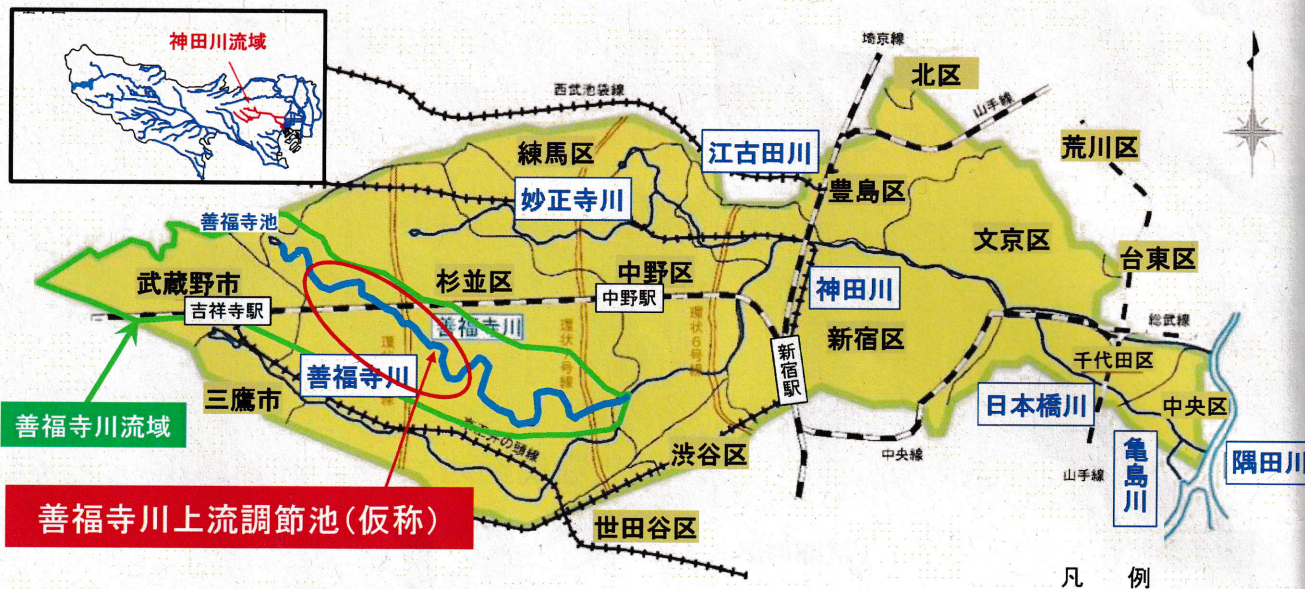 神田川流域
埼京線
北区
西武池袋線
山手線
練馬区
江古田川
荒川区
妙正寺川
豊島区
善福寺池
文京区
台東区
武蔵野市
杉並区
中野区
吉祥寺駅
中野駅
神田川
善福寺川
環状7号線
環状6号線
総武線
新宿区
新宿駅
千代田区
善福寺川
三鷹市
日本橋川
中央区
善福寺川流域
渋谷区
中央線
山手線
亀島川
隅田川
善福寺川上流調節池(仮称)
世田谷区
凡 例